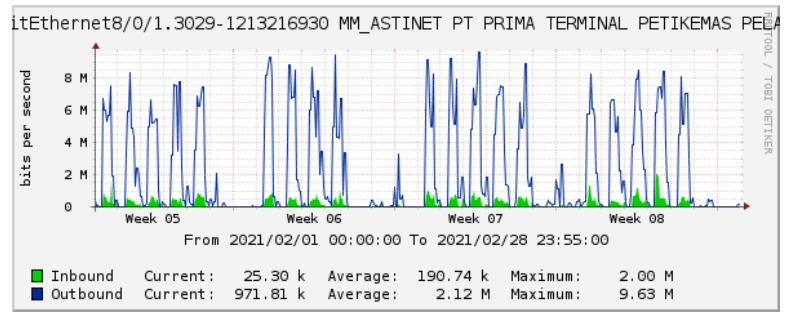 itEthernet8/0/1.3029-1213216930 MM_ASTINET PT PRIMA TERMINAL PETIKEMAS PELA
RRDTOOL / TOBI OETIKER
bits per second
8 M
6 M
4 M
2 M
0
Week 05 Week 06 Week 07 Week 08
From 2021/02/01 00:00:00 To 2021/02/28 23:55:00
Inbound Current: 25.30 k Average: 190.74 k Maximum: 2.00 M
Outbound Current: 971.81 k Average: 2.12 M Maximum: 9.63 M